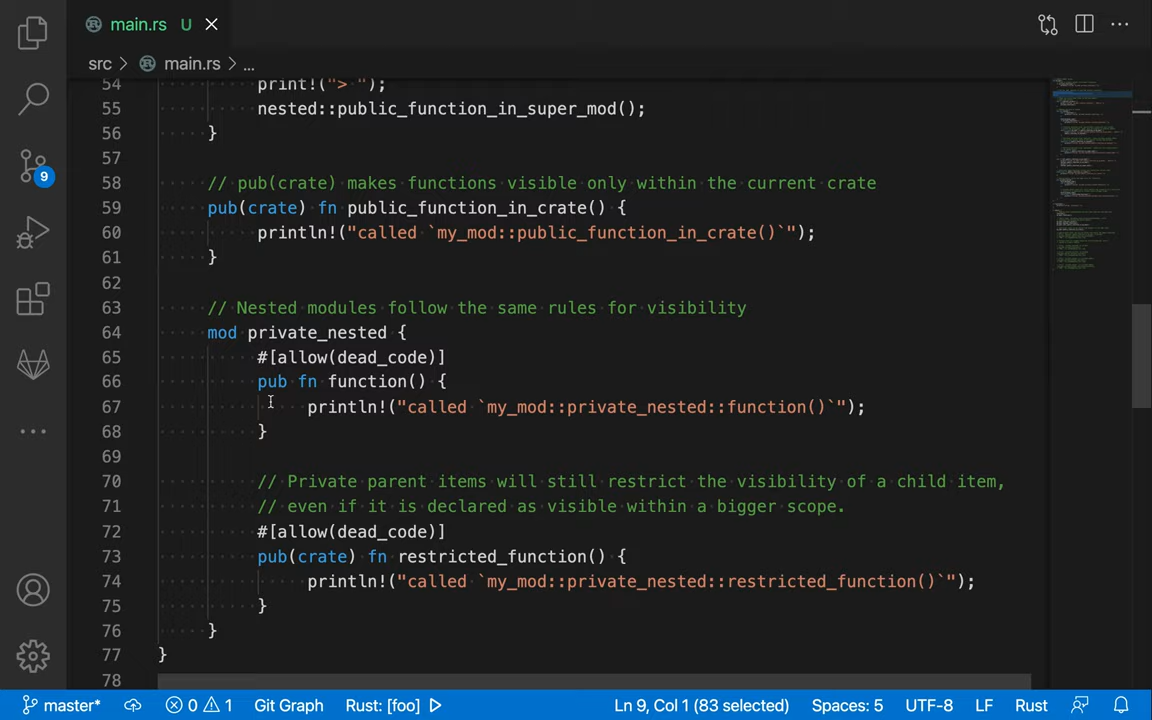 main.rs U
src > main.rs > ...
54 print!("> ");
55 nested::public_function_in_super_mod();
56 }
57
58 // pub(crate) makes functions visible only within the current crate
59 pub(crate) fn public_function_in_crate() {
60 println!("called `my_mod::public_function_in_crate()`");
61 }
62
63 // Nested modules follow the same rules for visibility
64 mod private_nested {
65 #[allow(dead_code)]
66 pub fn function() {
67 println!("called `my_mod::private_nested::function()`");
68 }
69
70 // Private parent items will still restrict the visibility of a child item,
71 // even if it is declared as visible within a bigger scope.
72 #[allow(dead_code)]
73 pub(crate) fn restricted_function() {
74 println!("called `my_mod::private_nested::restricted_function()`");
75 }
76 }
77 }
78
9
master* 0 1 Git Graph Rust: [foo] Ln 9, Col 1 (83 selected) Spaces: 5 UTF-8 LF Rust